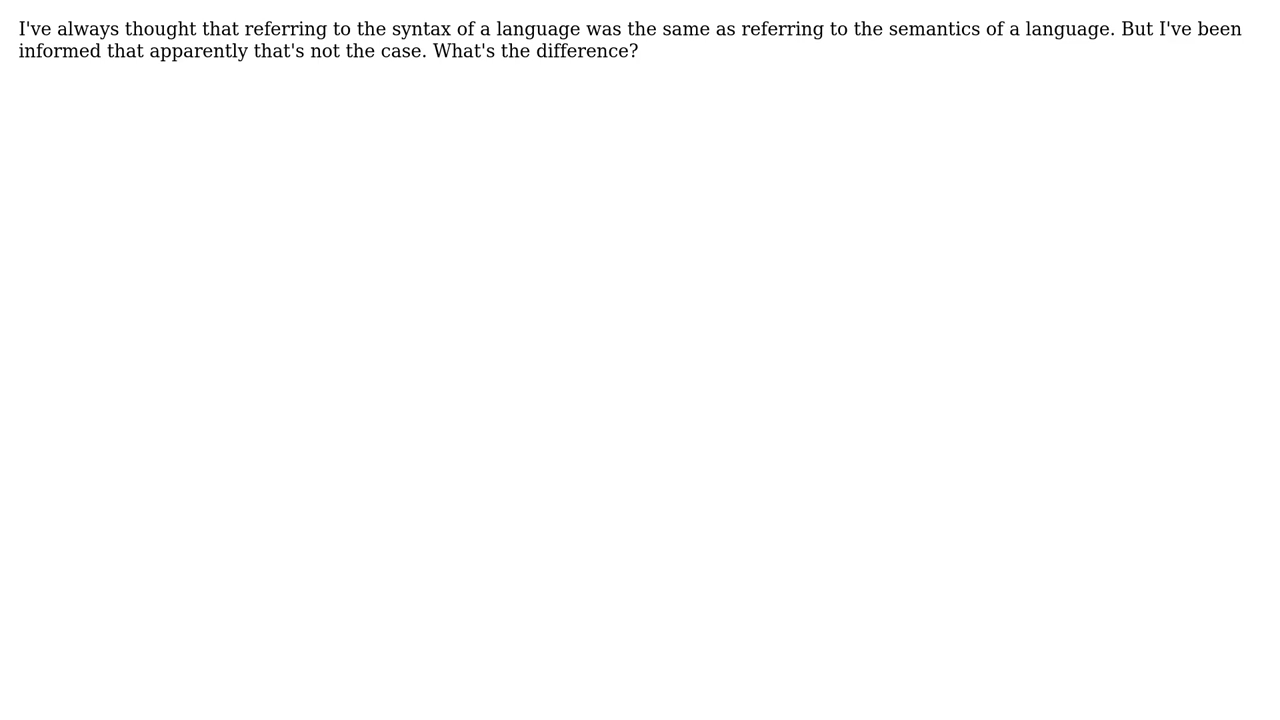 I've always thought that referring to the syntax of a language was the same as referring to the semantics of a language. But I've been
informed that apparently that's not the case. What's the difference?